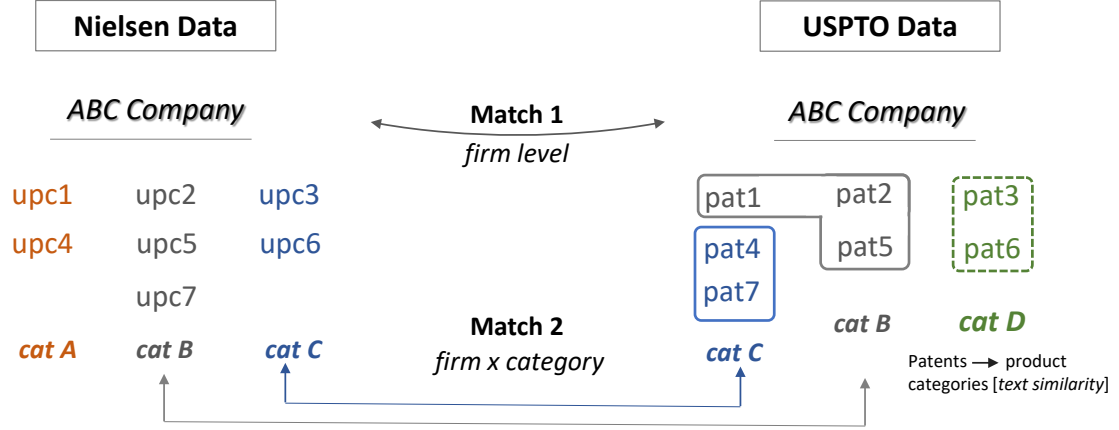 Nielsen Data
USPTO Data
ABC Company
Match 1
firm level
ABC Company
upc1 upc2 upc3
upc4 upc5 upc6
upc7
cat A cat B cat C
pat1 pat2 pat3
pat4 pat5 pat6
pat7
cat B cat D
cat C
Match 2
firm x category
Patents → product
categories [text similarity]